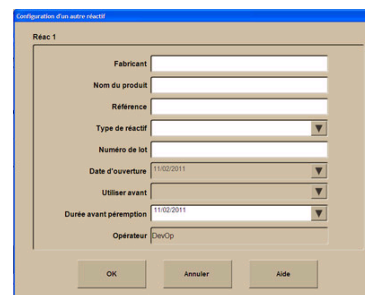 Configuration d'un autre réactif
Réac 1
Fabricant
Nom du produit
Référence
Type de réactif
Numéro de lot
Date d'ouverture 11/02/2011
Utiliser avant
Durée avant péremption 11/02/2011
Opérateur DevOp
OK Annuler Aide